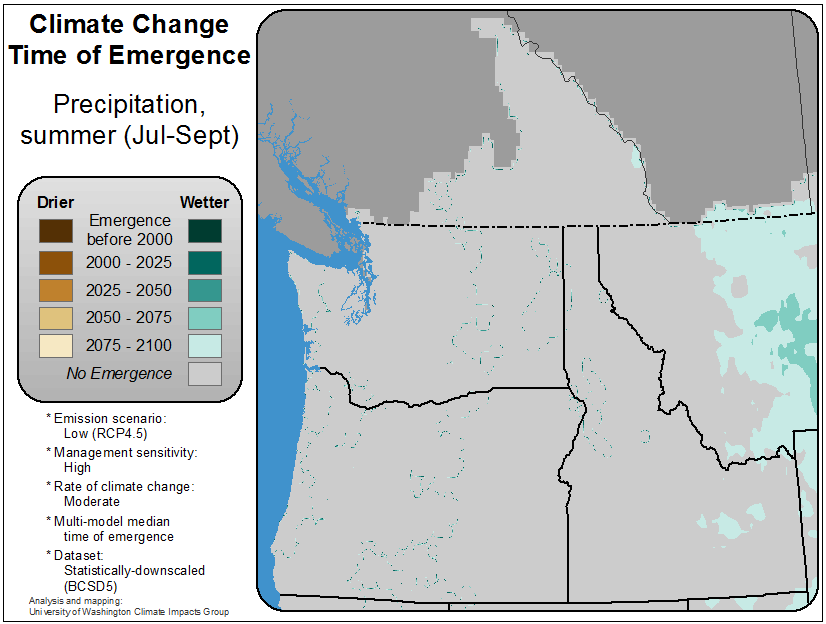 Climate Change
Time of Emergence
Precipitation,
summer (Jul-Sept)
Drier
Wetter
Emergence
before 2000
2000 - 2025
2025 - 2050
2050 - 2075
2075 - 2100
No Emergence
* Emission scenario:
Low (RCP4.5)
* Management sensitivity:
High
* Rate of climate change:
Moderate
* Multi-model median
time of emergence
* Dataset:
Statistically-downscaled
(BCSD5)
Analysis and mapping:
University of Washington Climate Impacts Group